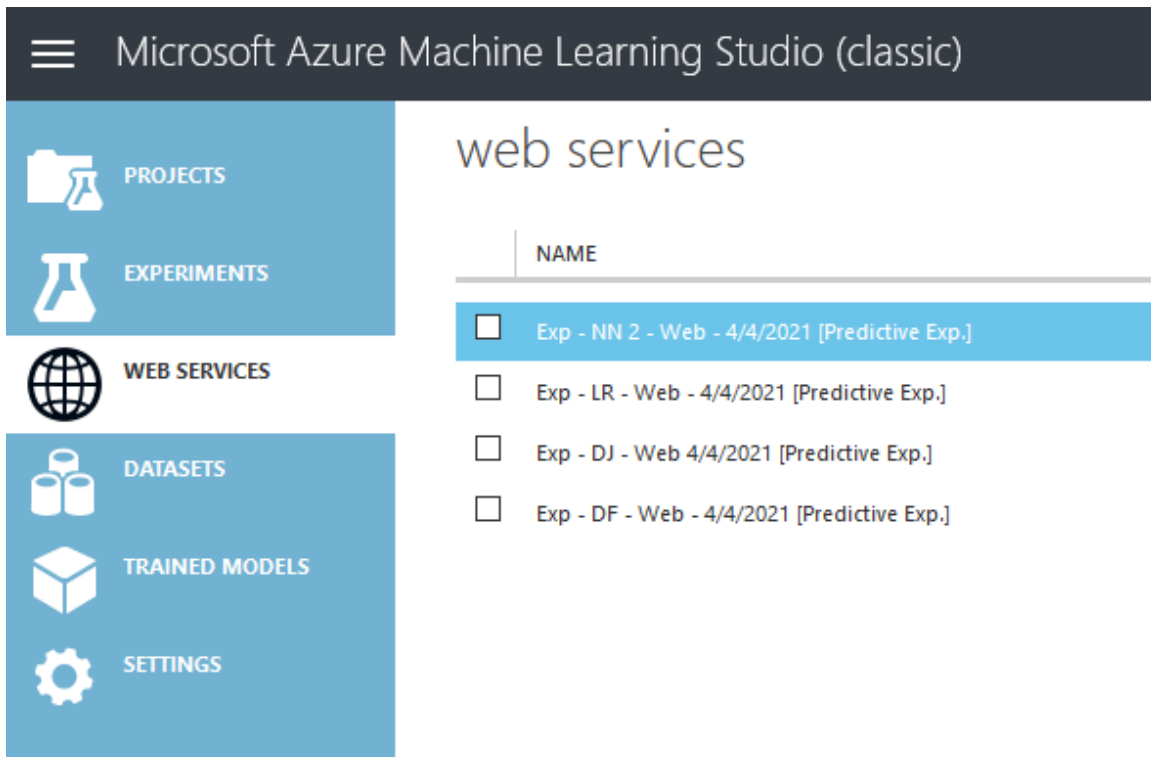 Microsoft Azure Machine Learning Studio (classic)
PROJECTS
EXPERIMENTS
WEB SERVICES
DATASETS
TRAINED MODELS
SETTINGS
web services
NAME
Exp - NN 2 - Web - 4/4/2021 [Predictive Exp.]
Exp - LR - Web - 4/4/2021 [Predictive Exp.]
Exp - DJ - Web 4/4/2021 [Predictive Exp.]
Exp - DF - Web - 4/4/2021 [Predictive Exp.]